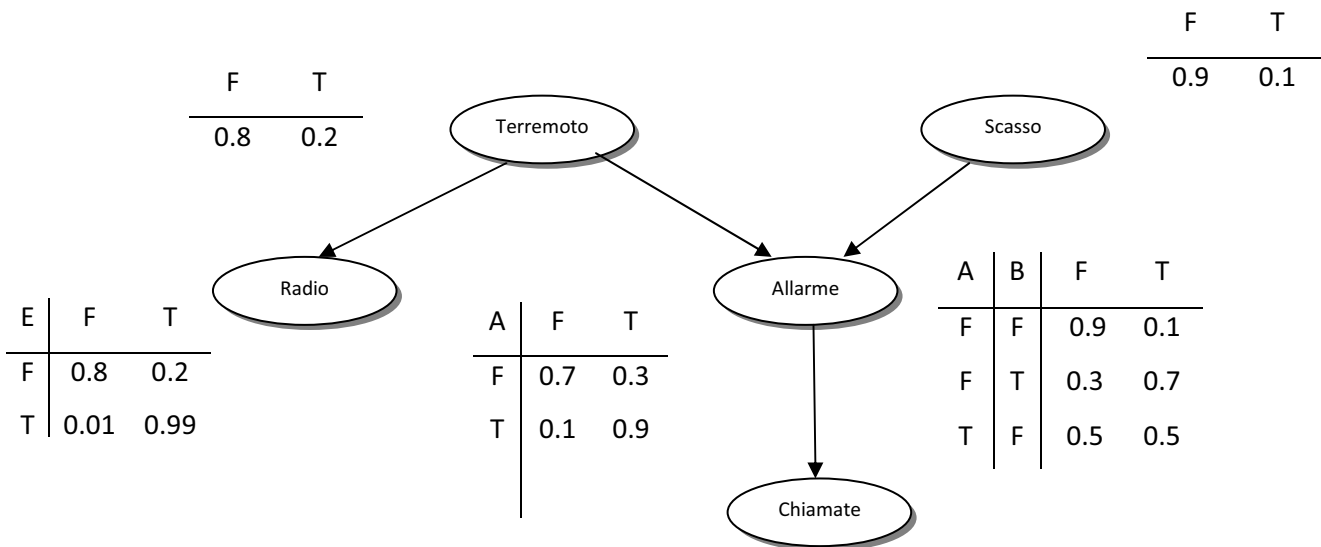 F T
0.9 0.1
F T
0.8 0.2
Terremoto
Scasso
Radio
Allarme
E F T
F 0.8 0.2
T 0.01 0.99
A F T
F 0.7 0.3
T 0.1 0.9
A B F T
F F 0.9 0.1
F T 0.3 0.7
T F 0.5 0.5
Chiamate